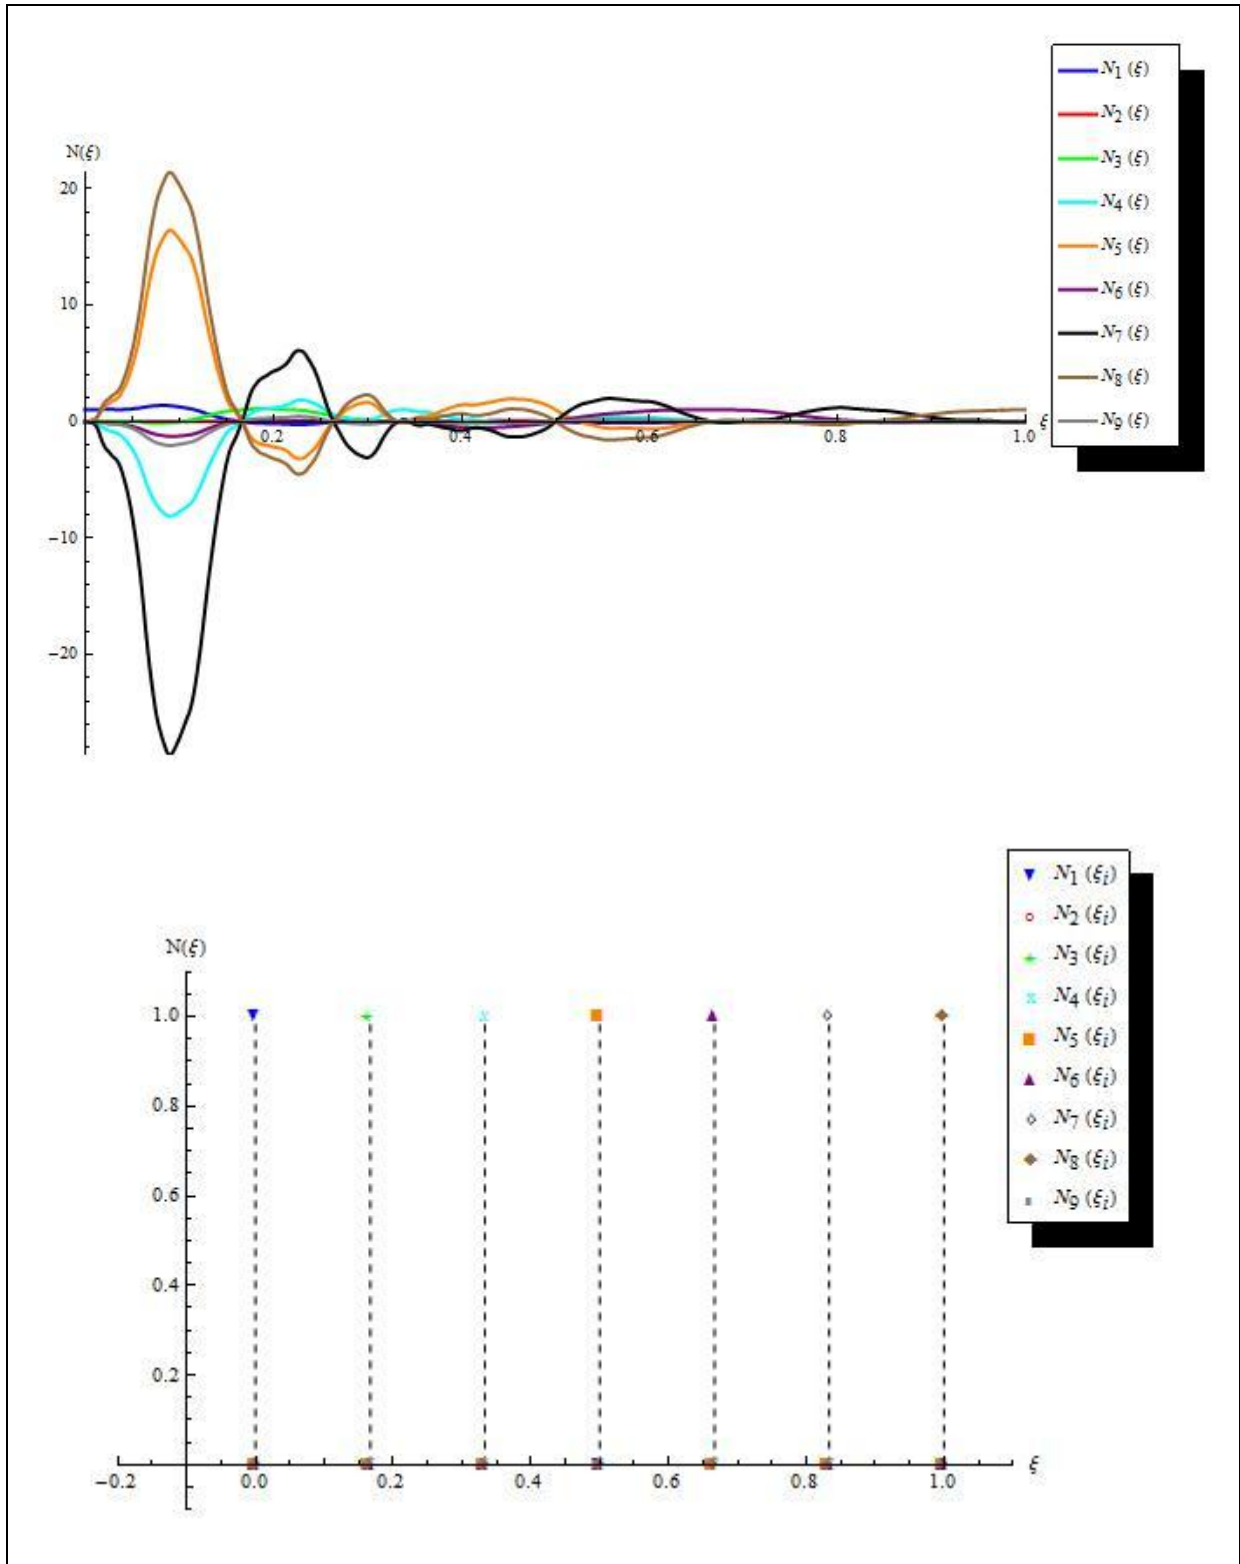 N₁ (ξ)
N₂ (ξ)
N₃ (ξ)
N₄ (ξ)
N₅ (ξ)
N₆ (ξ)
N₇ (ξ)
N₈ (ξ)
N₉ (ξ)
N(ξ)
20
10
0
0.2 0.4 0.6 0.8 1.0 ξ
−10
−20
N₁ (ξᵢ)
N₂ (ξᵢ)
N₃ (ξᵢ)
N₄ (ξᵢ)
N₅ (ξᵢ)
N₆ (ξᵢ)
N₇ (ξᵢ)
N₈ (ξᵢ)
N₉ (ξᵢ)
N(ξ)
1.0
0.8
0.6
0.4
0.2
−0.2 0.0 0.2 0.4 0.6 0.8 1.0 ξ